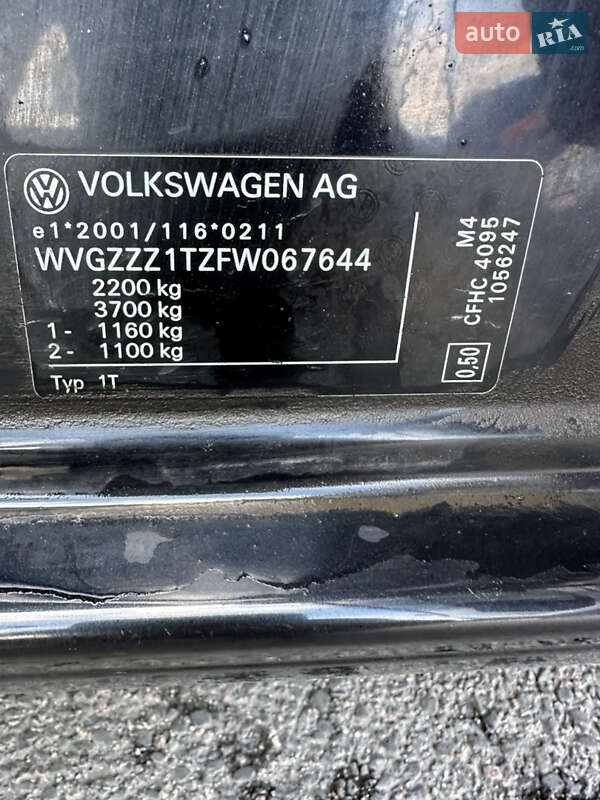 auto RIA.com
VOLKSWAGEN AG
e1*2001/116*0211
WVGZZZ1TZFW067644
2200 kg
3700 kg
1- 1160 kg
2- 1100 kg
Typ 1T
M4
CFHC 4095
1056247
0,50